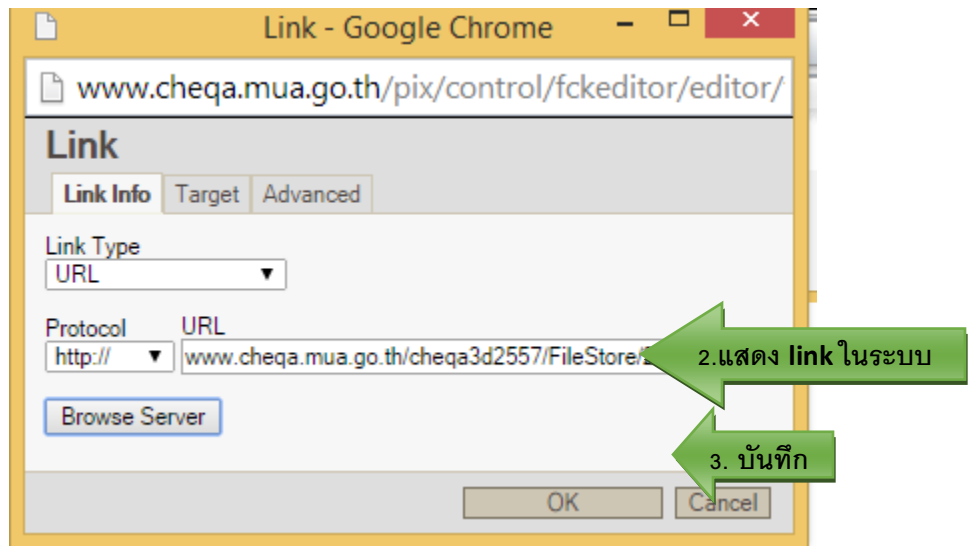 Link - Google Chrome
www.cheqa.mua.go.th/pix/control/fckeditor/editor/
Link
Link Info Target Advanced
Link Type
URL
Protocol URL
http:// www.cheqa.mua.go.th/cheqa3d2557/FileStore/
2.แสดง link ในระบบ
Browse Server
3. บันทึก
OK Cancel